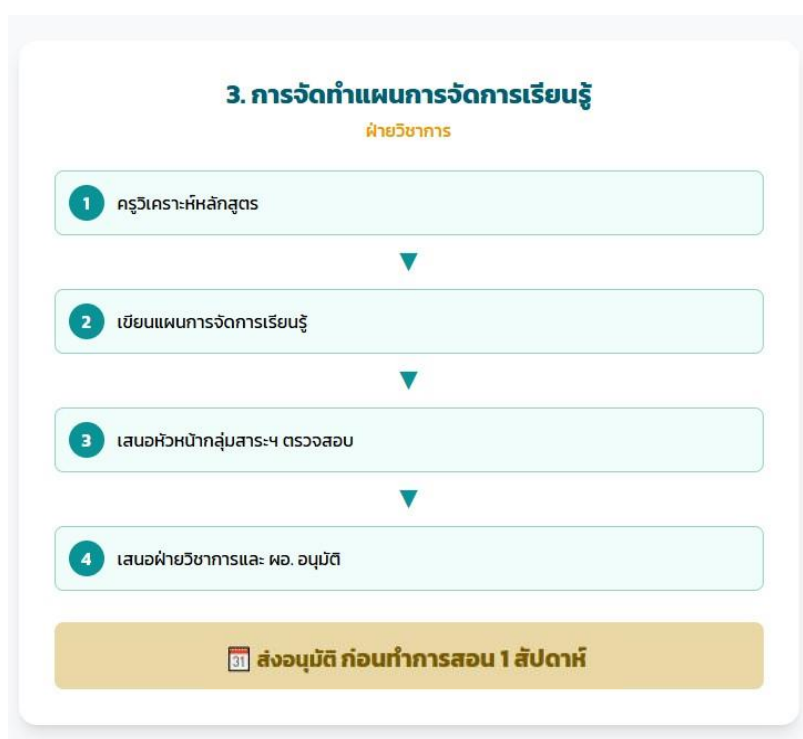 3. การจัดทำแผนการจัดการเรียนรู้
ฝ่ายวิชาการ
1 ครูวิเคราะห์หลักสูตร
2 เขียนแผนการจัดการเรียนรู้
3 เสนอหัวหน้ากลุ่มสาระฯ ตรวจสอบ
4 เสนอฝ่ายวิชาการและ ผอ. อนุมัติ
31 ส่งอนุมัติ ก่อนทำการสอน 1 สัปดาห์